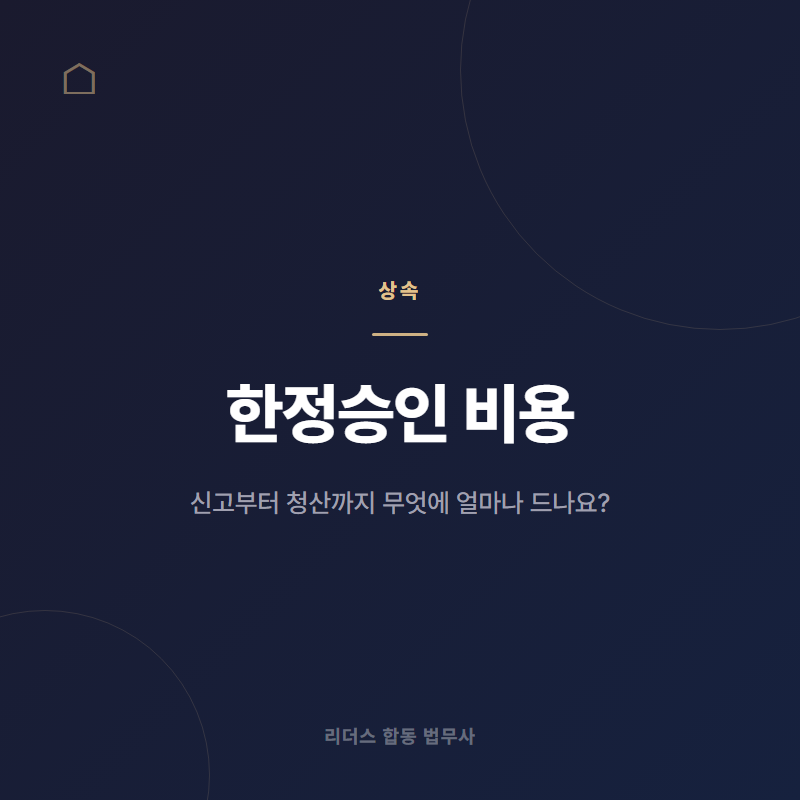 상속
한정승인 비용
신고부터 청산까지 무엇에 얼마나 드나요?
리더스 합동 법무사